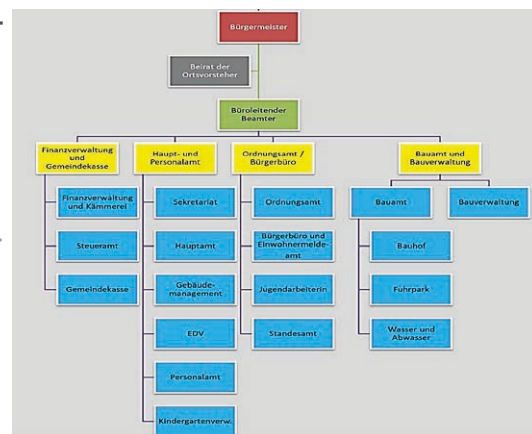 Bürgermeister
Beirat der
Ortsvorsteher
Büroleitender
Beamter
Finanzverwaltung
und
Gemeindekasse
Haupt- und
Personalamt
Ordnungsamt /
Bürgerbüro
Bauamt und
Bauverwaltung
Finanzverwaltung
und Kämmerei
Steueramt
Gemeindekasse
Sekretariat
Hauptamt
Gebäude-
management
EDV
Personalamt
Kindergartenverw.
Ordnungsamt
Bürgerbüro und
Einwohnermelde-
amt
Jugendarbeiterin
Standesamt
Bauamt
Bauverwaltung
Bauhof
Fuhrpark
Wasser und
Abwasser